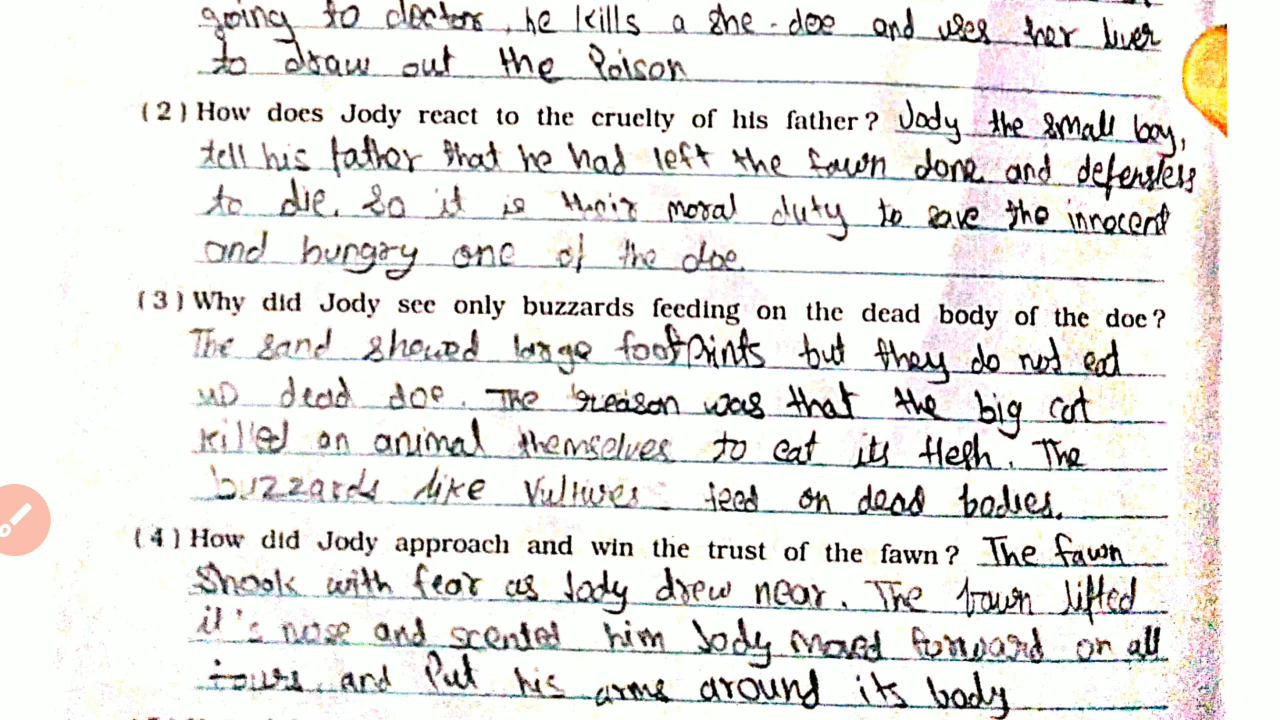 going to doctor, he kills a she-doe and uses her liver
to draw out the Poison
(2) How does Jody react to the cruelty of his father? Jody the small boy,
tell his father that he had left the fawn alone and defensless
to die. So it is their moral duty to save the innocent
and hungry one of the doe.
(3) Why did Jody see only buzzards feeding on the dead body of the doe?
The sand showed large footprints but they do not eat
up dead doe. The reason was that the big cat
killed an animal themselves to eat its flesh. The
buzzards like Vultures feed on dead bodies.
(4) How did Jody approach and win the trust of the fawn? The fawn
Shook with fear as Jody drew near. The fawn lifted
it's nose and scented him Jody moved forward on all
fours. and Put his arms around its body